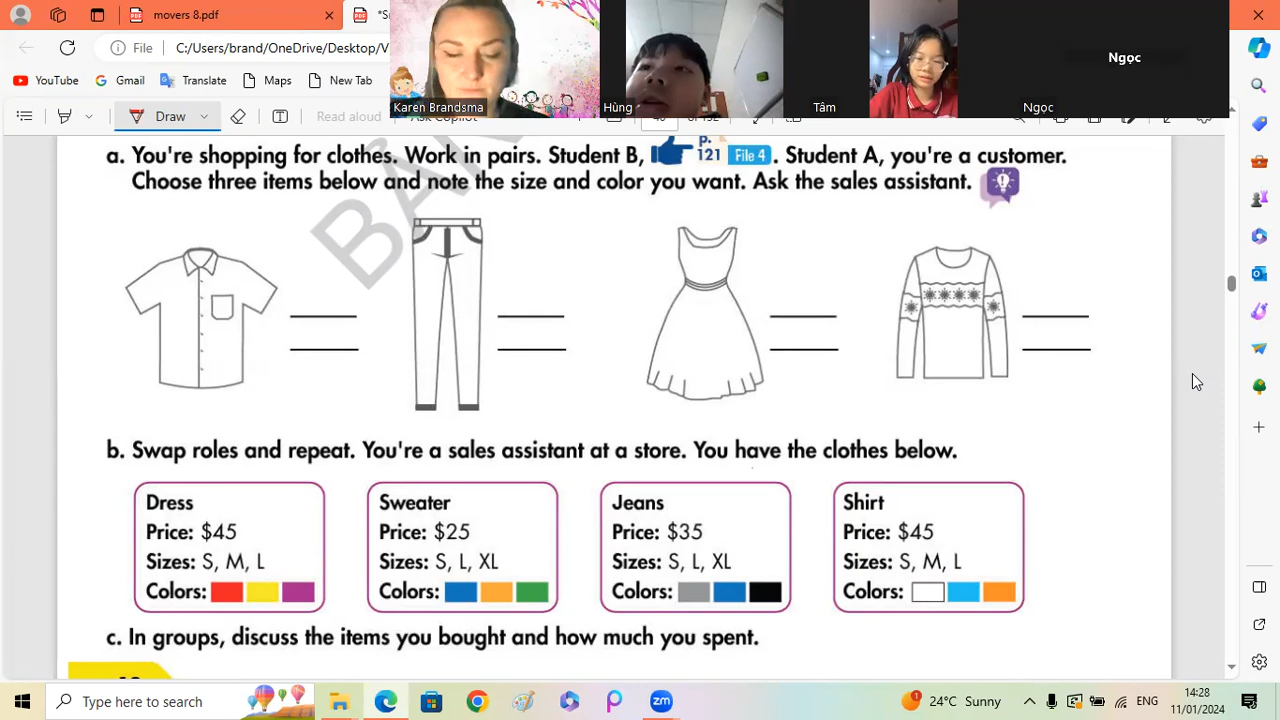 movers 8.pdf
File
C:/Users/brand/OneDrive/Desktop/V
YouTube
Gmail
Translate
Maps
New Tab
Karen Brandsma
Hùng
Tâm
Ngọc
Ngọc
Draw
Read aloud
a. You're shopping for clothes. Work in pairs. Student B, p. 121 File 4. Student A, you're a customer.
Choose three items below and note the size and color you want. Ask the sales assistant.
b. Swap roles and repeat. You're a sales assistant at a store. You have the clothes below.
Dress
Price: $45
Sizes: S, M, L
Colors:
Sweater
Price: $25
Sizes: S, L, XL
Colors:
Jeans
Price: $35
Sizes: S, L, XL
Colors:
Shirt
Price: $45
Sizes: S, M, L
Colors:
c. In groups, discuss the items you bought and how much you spent.
Type here to search
zm
1
24°C Sunny
ENG
14:28
11/01/2024